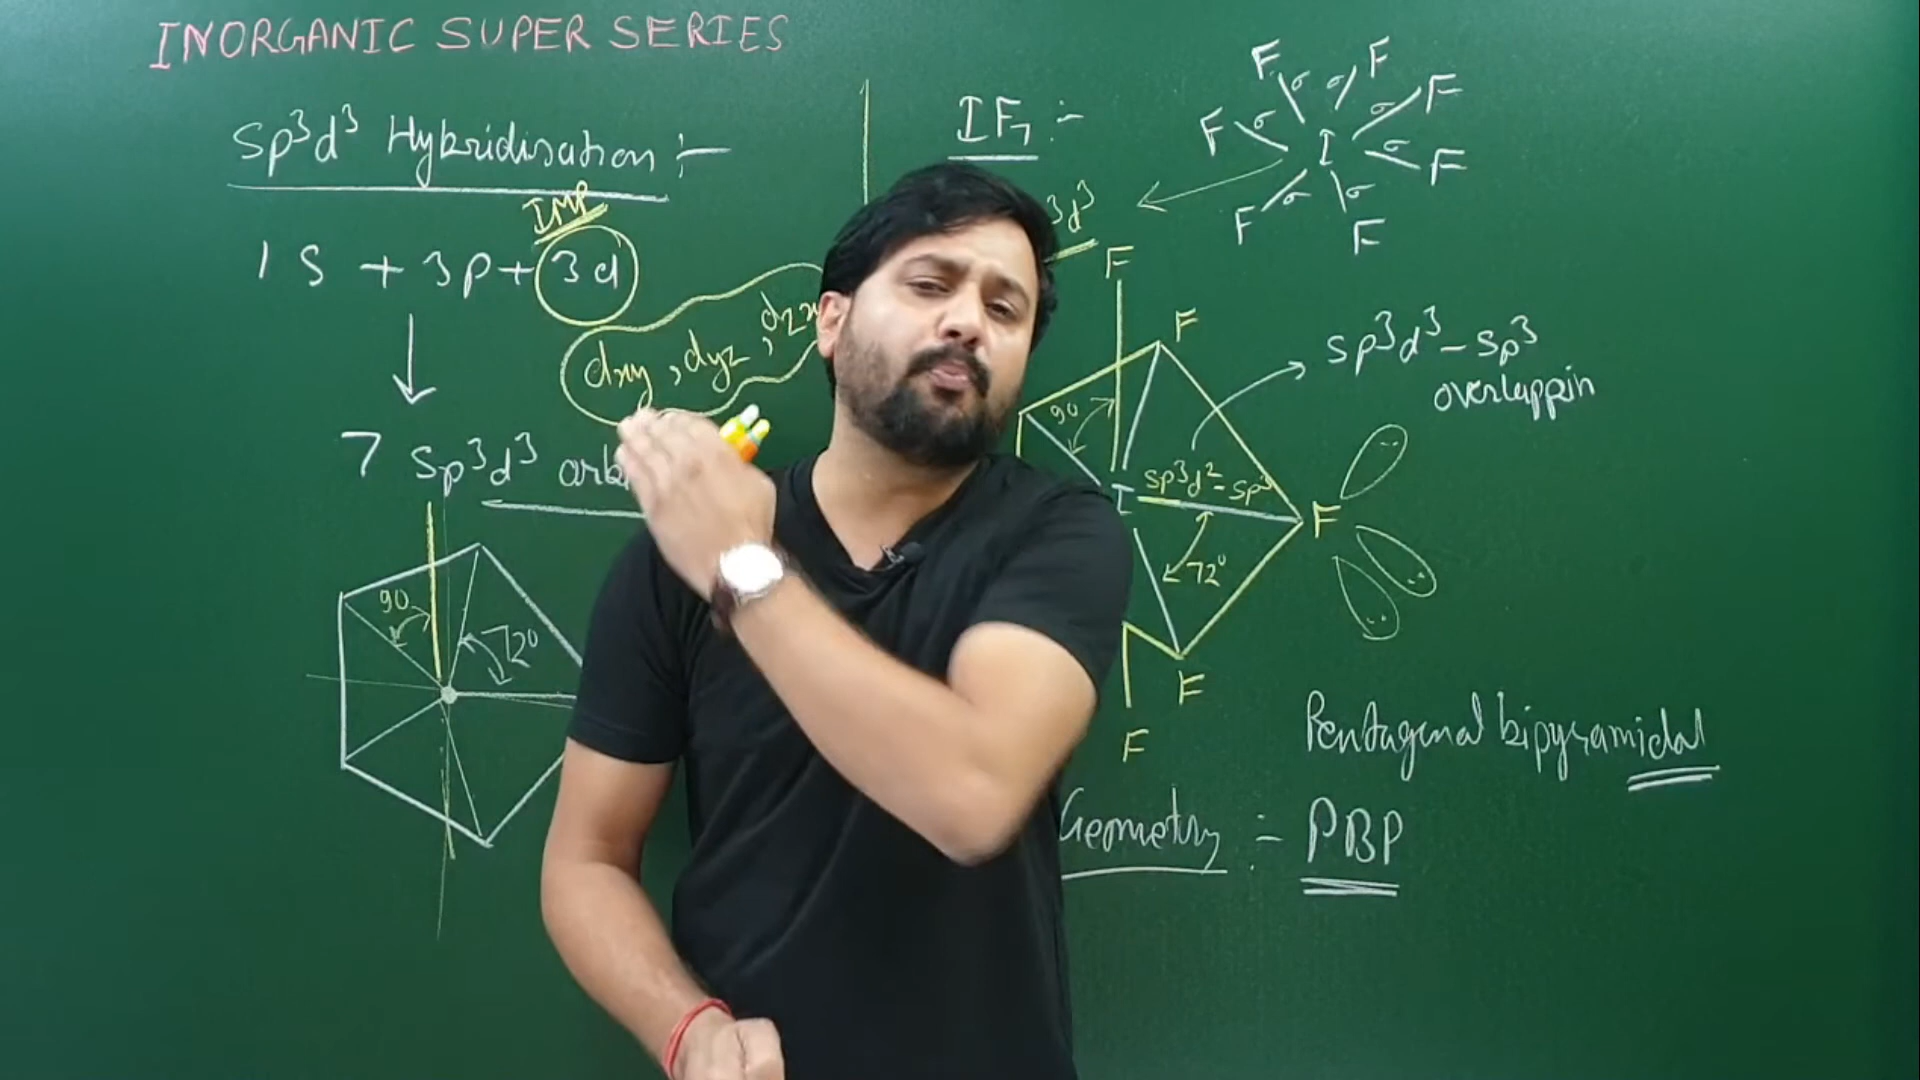 INORGANIC SUPER SERIES
Sp³d³ Hybridisation :-
IMP
1 S + 3p + 3d
dxy, dyz, dzx
7 sp³d³
90
72°
IF₇ :-
F F
F σ σ σ σ F
I σ F
F σ σ
F
3d³
F
F
90
I sp³d²-sp³ F
72°
F
F
sp³d³-sp³
overlappin
Pentagonal bipyramidal
Geometry :- PBP